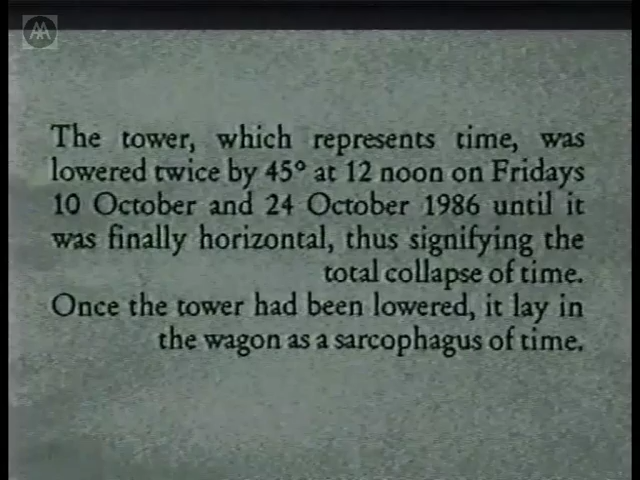 AA
The tower, which represents time, was
lowered twice by 45° at 12 noon on Fridays
10 October and 24 October 1986 until it
was finally horizontal, thus signifying the
total collapse of time.
Once the tower had been lowered, it lay in
the wagon as a sarcophagus of time.